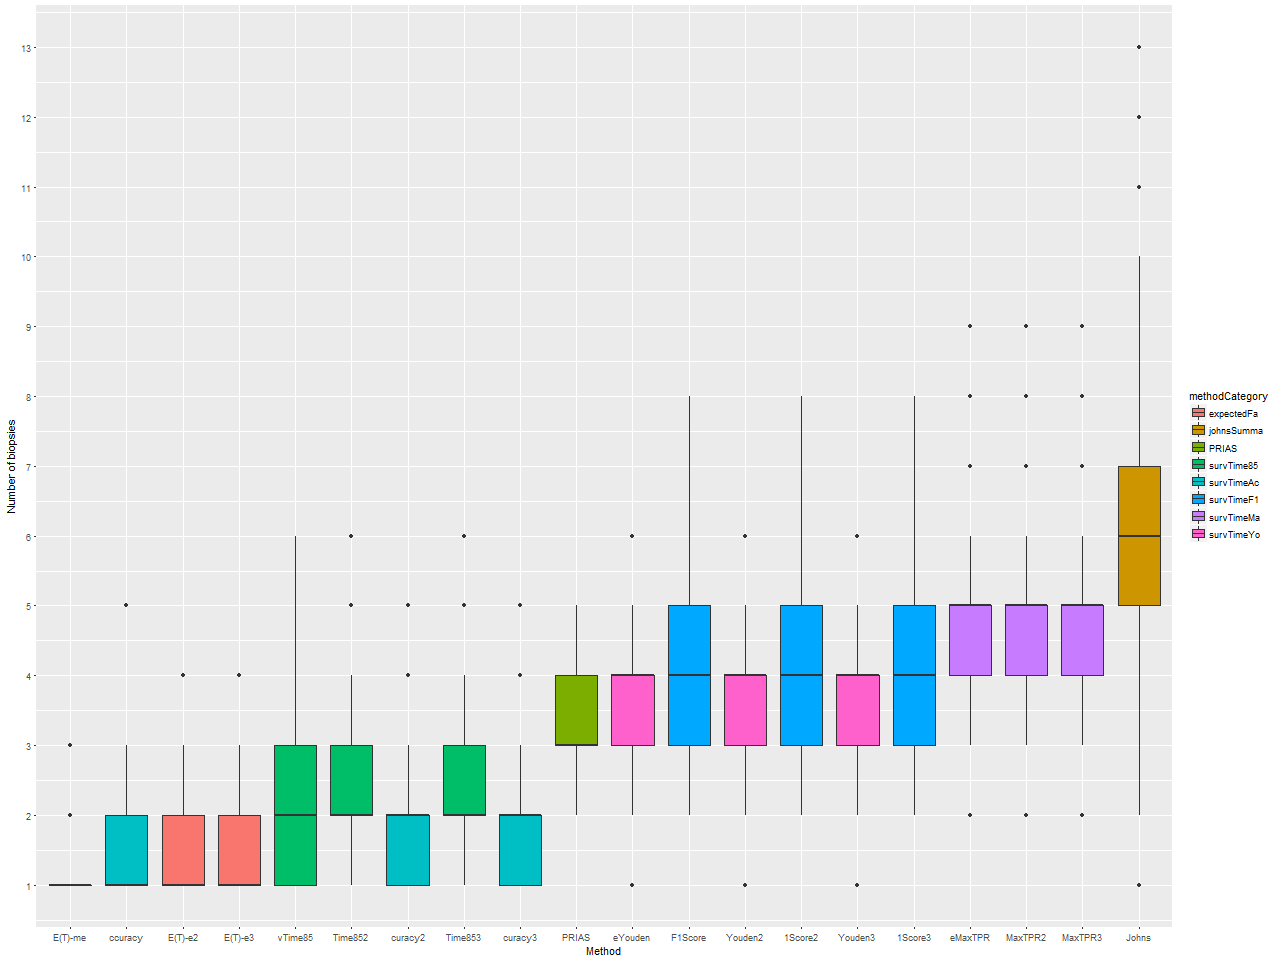 Number of biopsies
13
12
11
10
9
8
7
6
5
4
3
2
1
E(T)-me ccuracy E(T)-e2 E(T)-e3 vTime85 Time852 curacy2 Time853 curacy3 PRIAS eYouden F1Score Youden2 1Score2 Youden3 1Score3 eMaxTPR MaxTPR2 MaxTPR3 Johns
Method
methodCategory
expectedFa
johnsSumma
PRIAS
survTime85
survTimeAc
survTimeF1
survTimeMa
survTimeYo